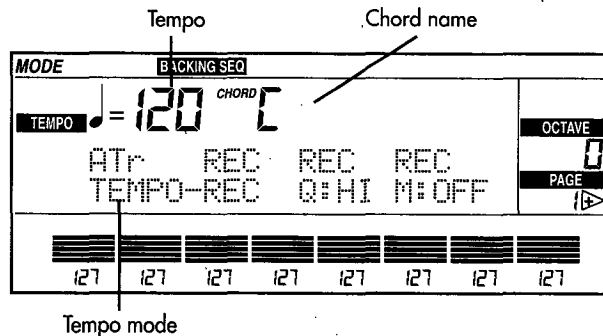 Tempo Chord name
MODE BACKING SEQ
TEMPO ♩= 120 CHORD C
OCTAVE
0
ATr REC REC REC
PAGE
TEMPO-REC Q:HI M:OFF
1+
127 127 127 127 127 127 127 127
Tempo mode